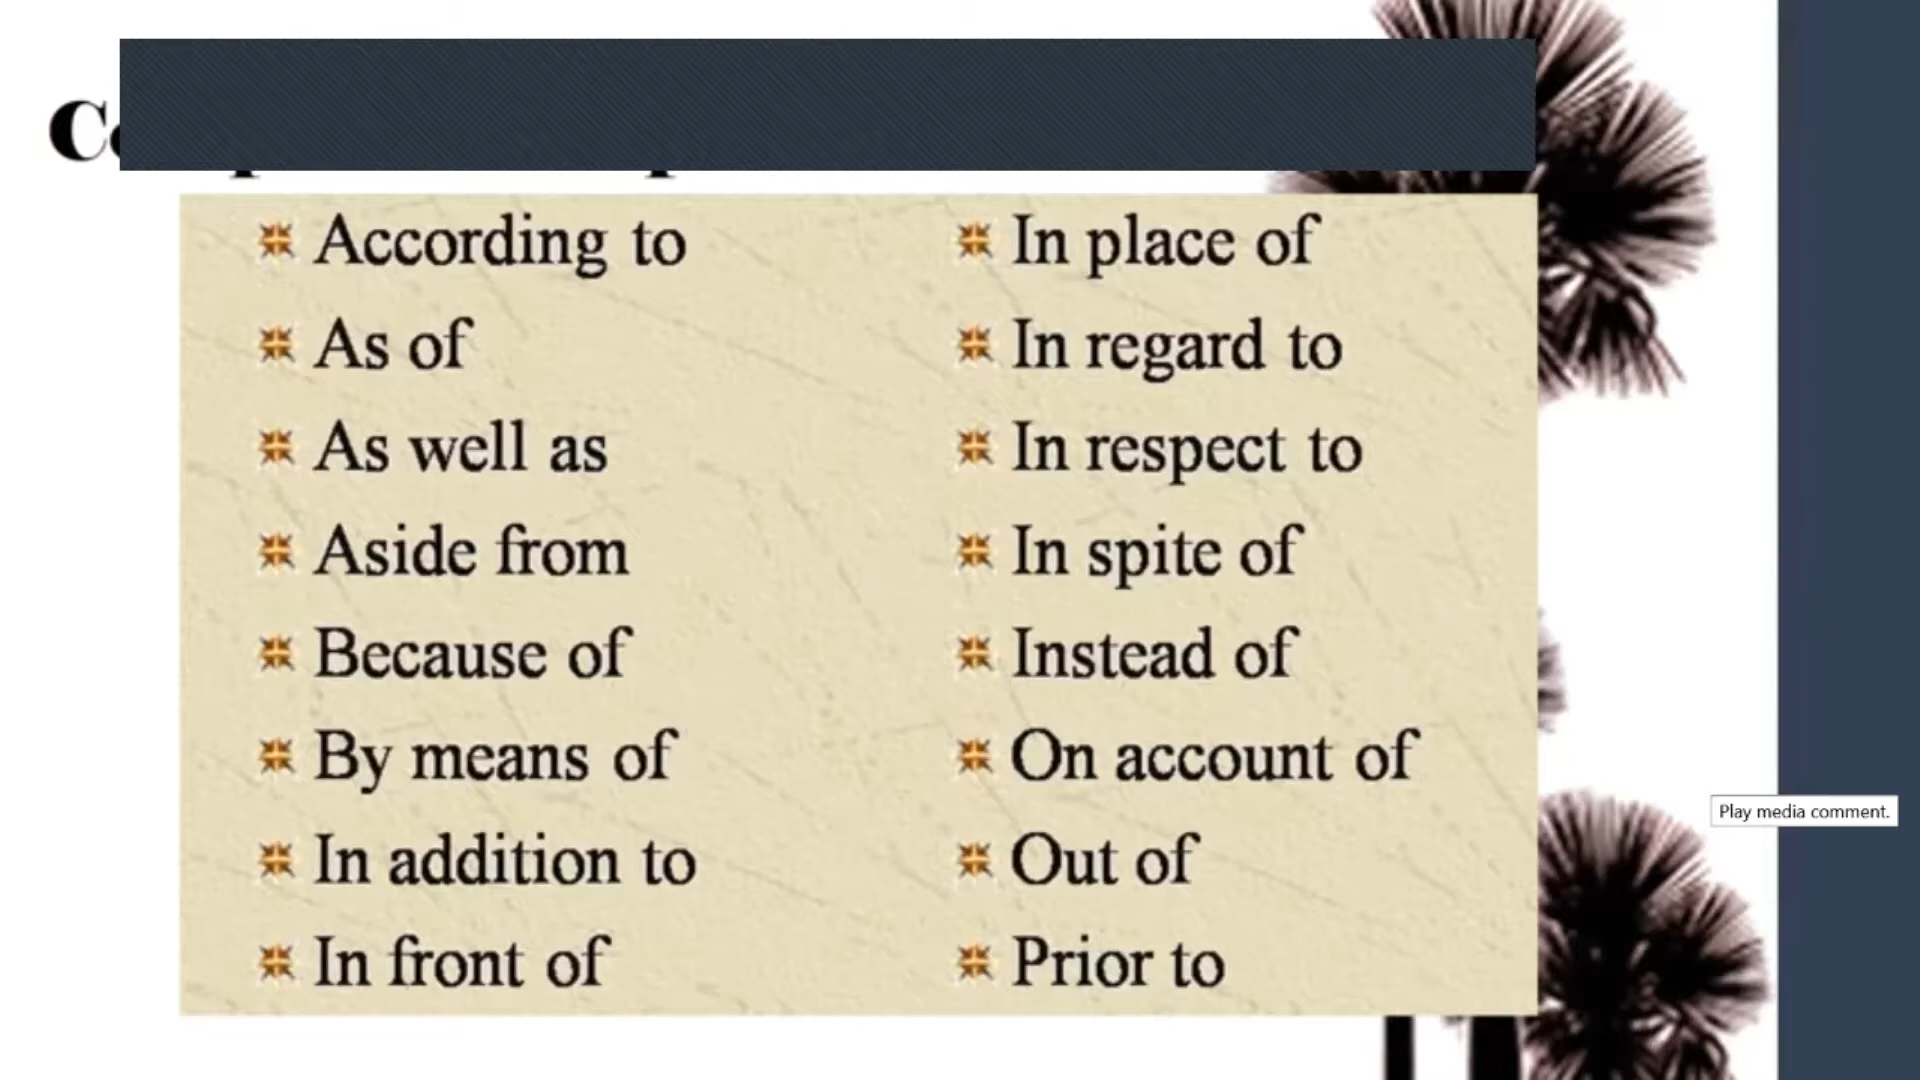 According to
As of
As well as
Aside from
Because of
By means of
In addition to
In front of
In place of
In regard to
In respect to
In spite of
Instead of
On account of
Out of
Prior to
Play media comment.